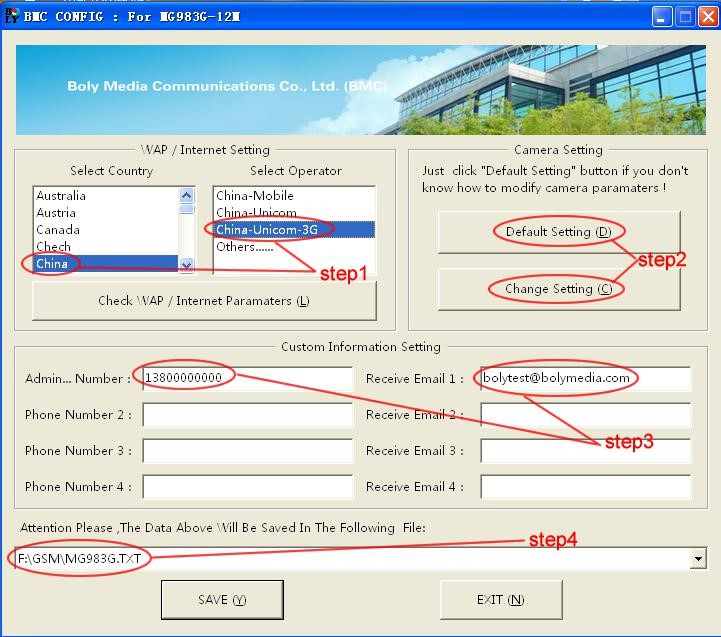 BMC CONFIG : For MG983G-12M
Boly Media Communications Co., Ltd. (BMC)
WAP / Internet Setting
Select Country
Select Operator
Australia
Austria
Canada
Chech
China
China-Mobile
China-Unicom
China-Unicom-3G
Others......
step1
Check WAP / Internet Paramaters (L)
Camera Setting
Just click "Default Setting" button if you don't
know how to modify camera paramaters !
Default Setting (D)
step2
Change Setting (C)
Custom Information Setting
Admin... Number : 13800000000
Receive Email 1 : bolytest@bolymedia.com
Phone Number 2 :
Receive Email 2 :
step3
Phone Number 3 :
Receive Email 3 :
Phone Number 4 :
Receive Email 4 :
Attention Please ,The Data Above Will Be Saved In The Following File:
step4
F:\GSM\MG983G.TXT
SAVE (Y)
EXIT (N)